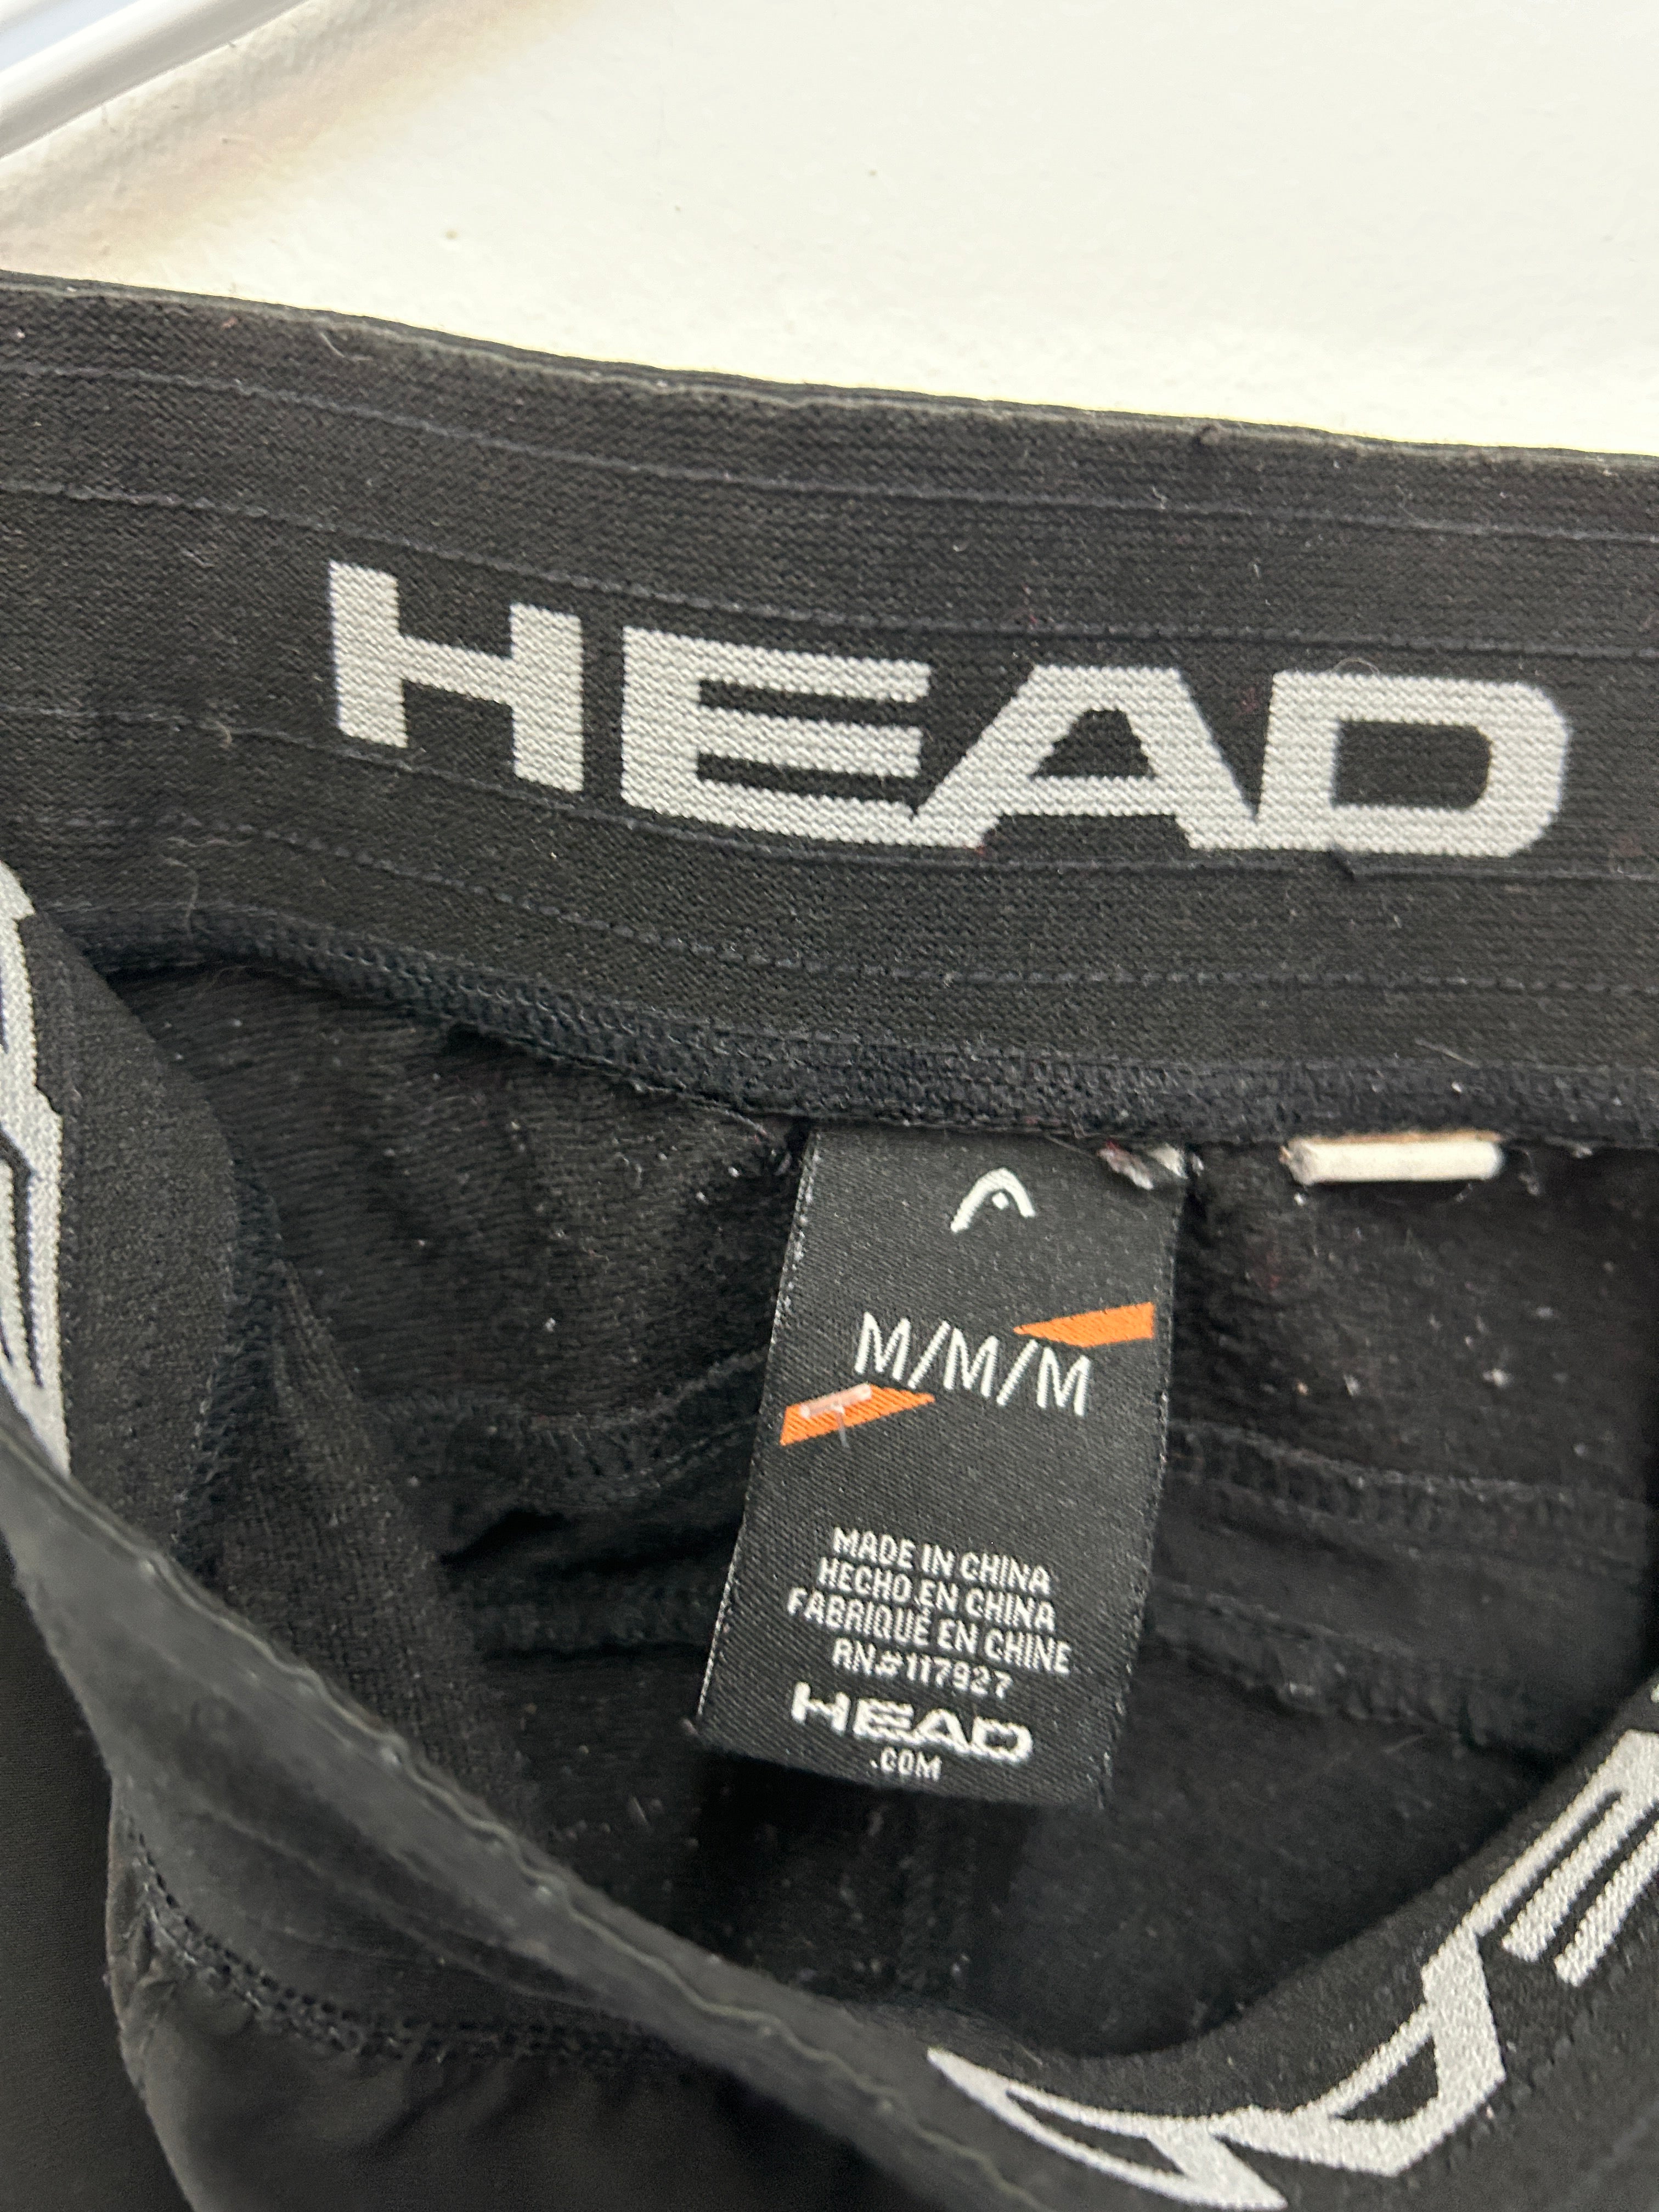 HEAD
M/M/M
MADE IN CHINA
HECHO EN CHINA
FABRIQUÉ EN CHINE
RN#117927
HEAD
.COM